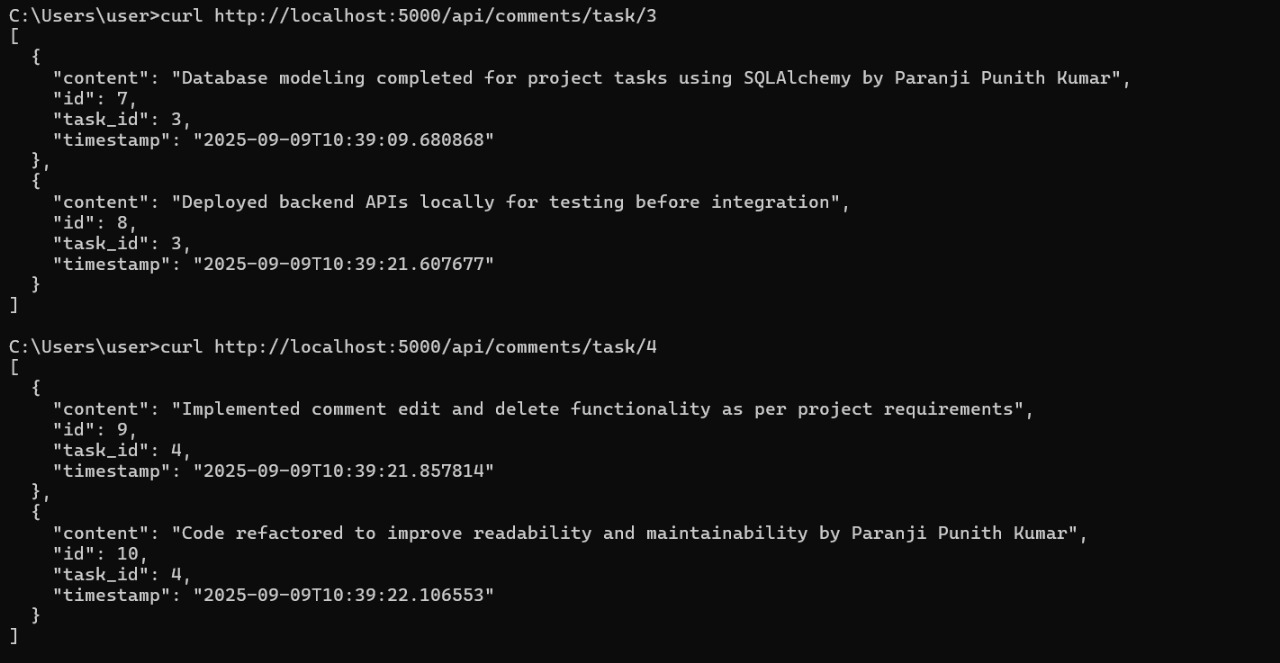 C:\Users\user>curl http://localhost:5000/api/comments/task/3
[
  {
    "content": "Database modeling completed for project tasks using SQLAlchemy by Paranji Punith Kumar",
    "id": 7,
    "task_id": 3,
    "timestamp": "2025-09-09T10:39:09.680868"
  },
  {
    "content": "Deployed backend APIs locally for testing before integration",
    "id": 8,
    "task_id": 3,
    "timestamp": "2025-09-09T10:39:21.607677"
  }
]

C:\Users\user>curl http://localhost:5000/api/comments/task/4
[
  {
    "content": "Implemented comment edit and delete functionality as per project requirements",
    "id": 9,
    "task_id": 4,
    "timestamp": "2025-09-09T10:39:21.857814"
  },
  {
    "content": "Code refactored to improve readability and maintainability by Paranji Punith Kumar",
    "id": 10,
    "task_id": 4,
    "timestamp": "2025-09-09T10:39:22.106553"
  }
]